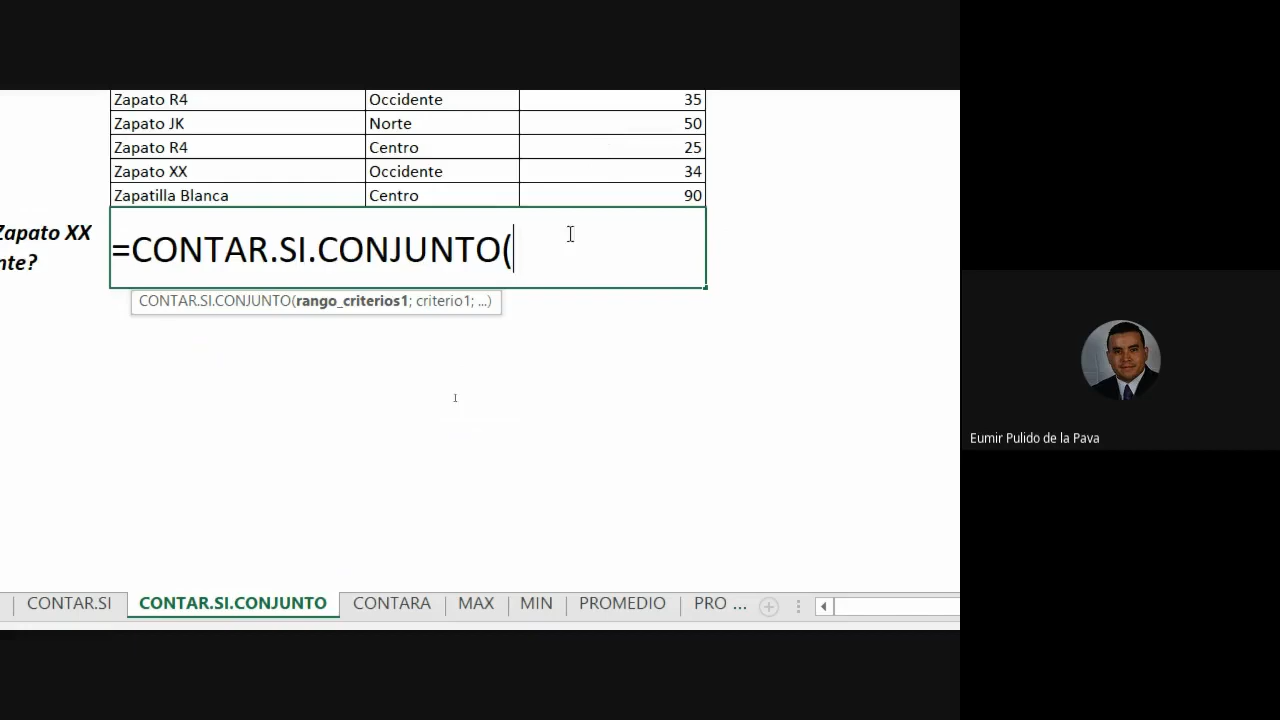 Zapato R4 Occidente 35
Zapato JK Norte 50
Zapato R4 Centro 25
Zapato XX Occidente 34
Zapatilla Blanca Centro 90
Zapato XX
nte?
=CONTAR.SI.CONJUNTO(
CONTAR.SI.CONJUNTO(rango_criterios1; criterio1; ...)
Eumir Pulido de la Pava
CONTAR.SI CONTAR.SI.CONJUNTO CONTARA MAX MIN PROMEDIO PRO ...